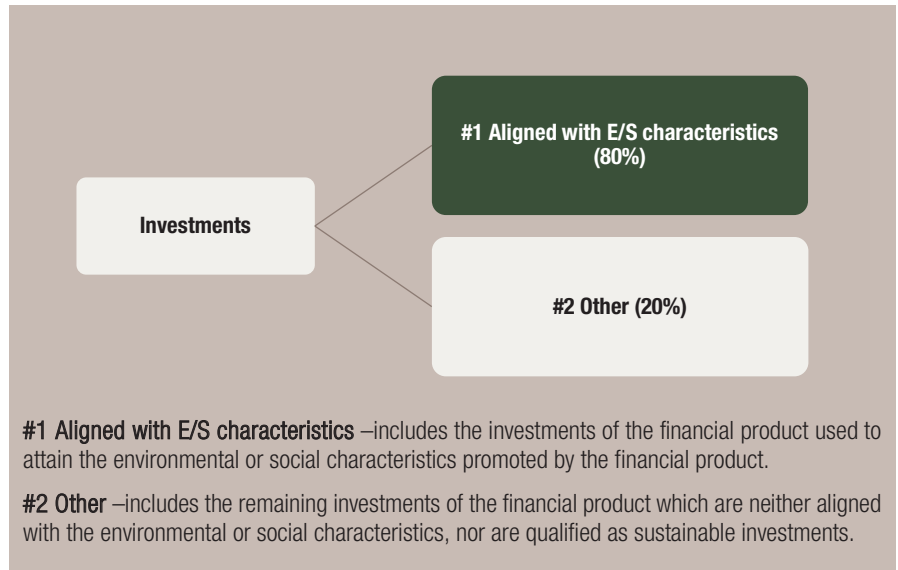 #1 Aligned with E/S characteristics
(80%)
Investments
#2 Other (20%)
#1 Aligned with E/S characteristics –includes the investments of the financial product used to
attain the environmental or social characteristics promoted by the financial product.
#2 Other –includes the remaining investments of the financial product which are neither aligned
with the environmental or social characteristics, nor are qualified as sustainable investments.